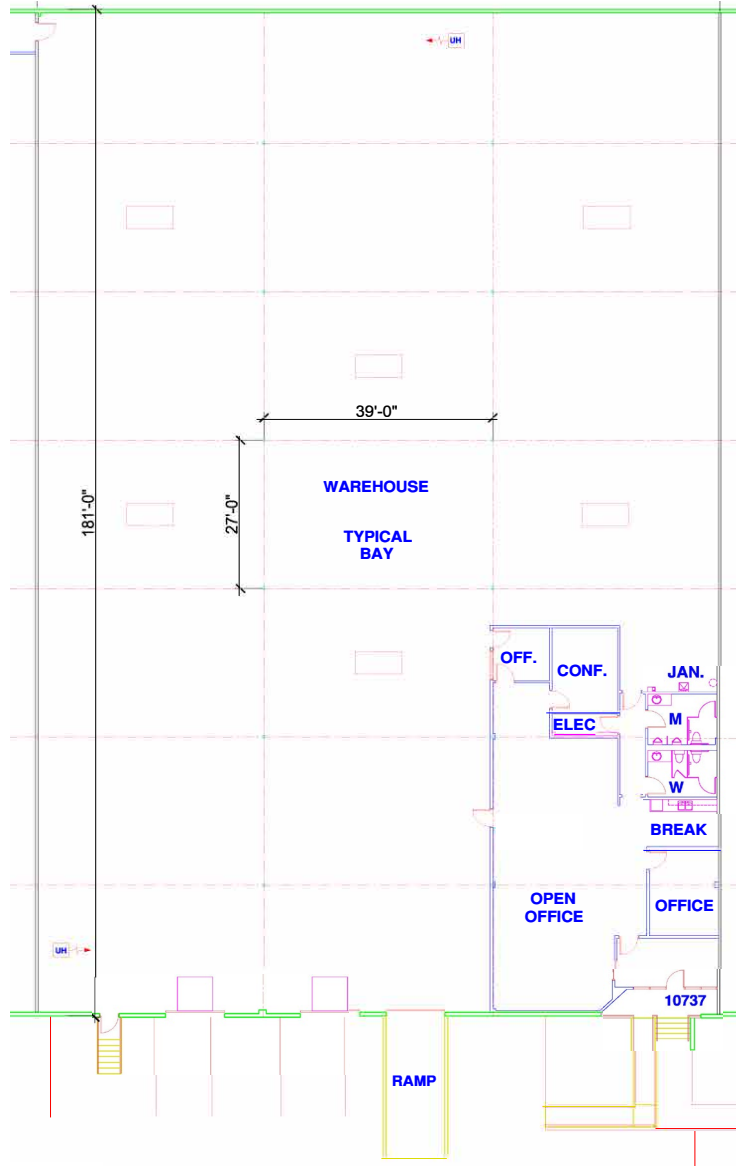 UH
39'-0"
181'-0"
27'-0"
WAREHOUSE
TYPICAL
BAY
OFF.
CONF.
JAN.
ELEC
M
W
BREAK
OPEN
OFFICE
OFFICE
UH
10737
RAMP